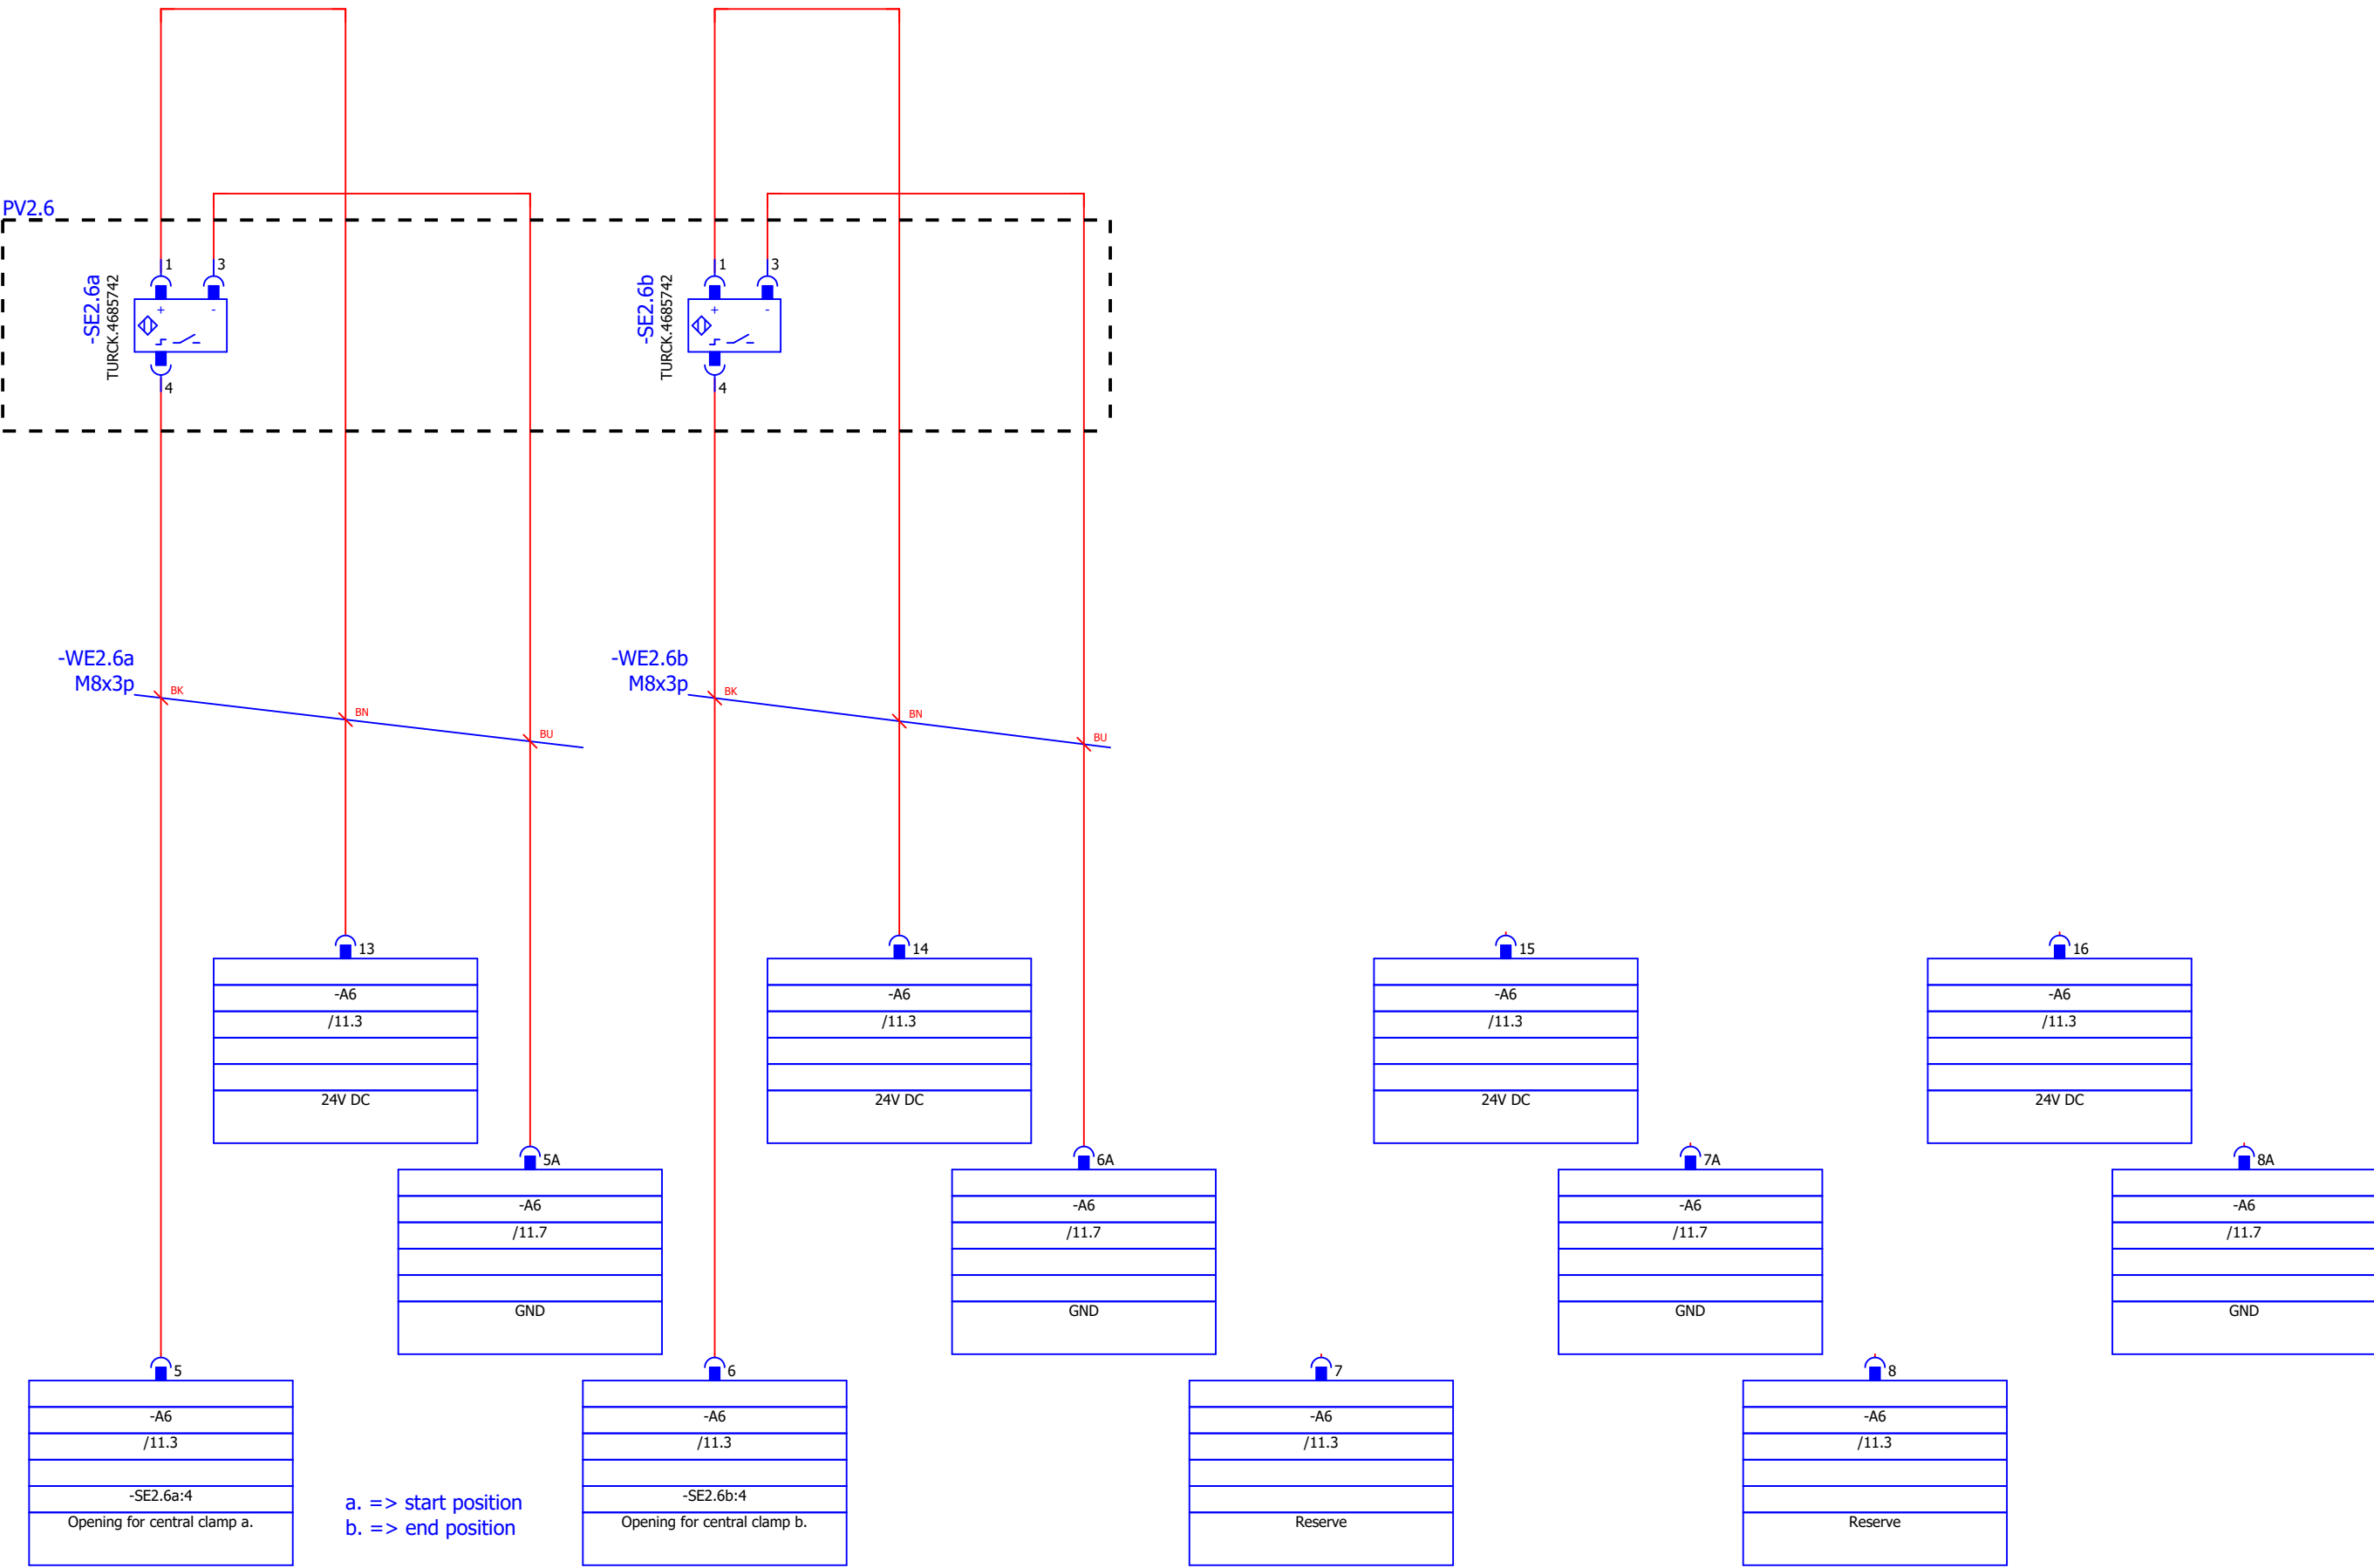 PV2.6
-SE2.6a
TURCK.4685742
1
3
+
-
4
-SE2.6b
TURCK.4685742
1
3
+
-
4
-WE2.6a
M8x3p
BK
BN
BU
-WE2.6b
M8x3p
BK
BN
BU
13
-A6
/11.3
24V DC
14
-A6
/11.3
24V DC
15
-A6
/11.3
24V DC
16
-A6
/11.3
24V DC
5A
-A6
/11.7
GND
6A
-A6
/11.7
GND
7A
-A6
/11.7
GND
8A
-A6
/11.7
GND
5
-A6
/11.3
-SE2.6a:4
Opening for central clamp a.
a. => start position
b. => end position
6
-A6
/11.3
-SE2.6b:4
Opening for central clamp b.
7
-A6
/11.3
Reserve
8
-A6
/11.3
Reserve